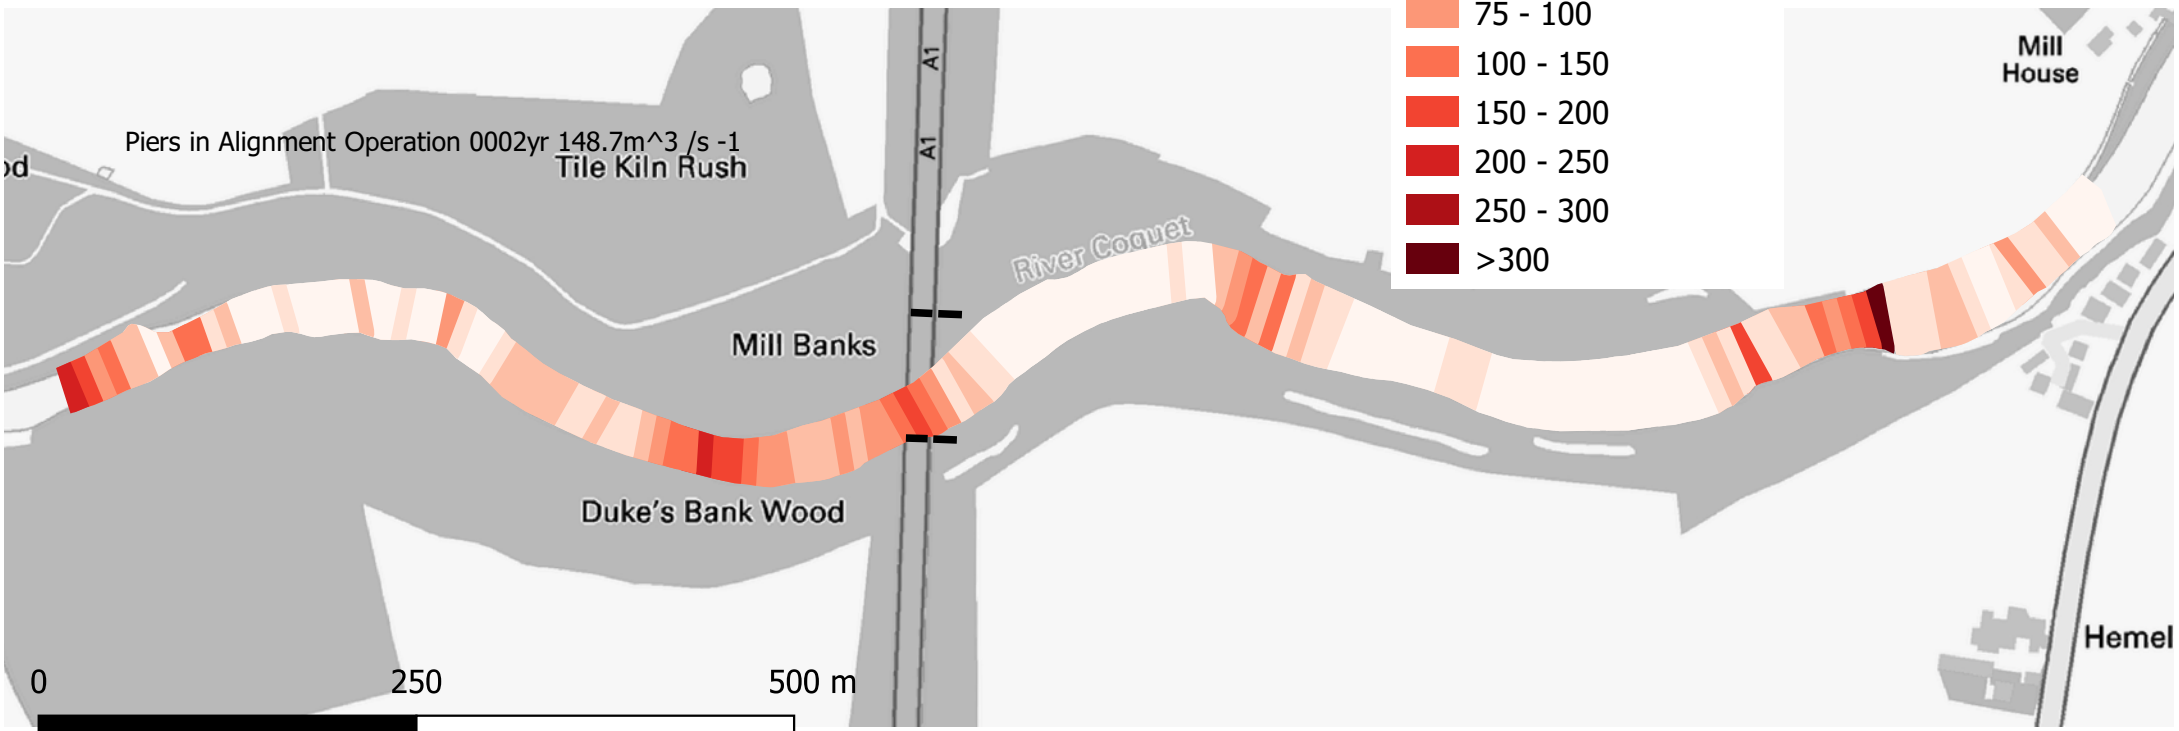 75 - 100
100 - 150
150 - 200
200 - 250
250 - 300
>300
Mill
House
A1
A1
Piers in Alignment Operation 0002yr 148.7m^3 /s -1
od
Tile Kiln Rush
River Coquet
Mill Banks
Duke's Bank Wood
Hemel
0 250 500 m